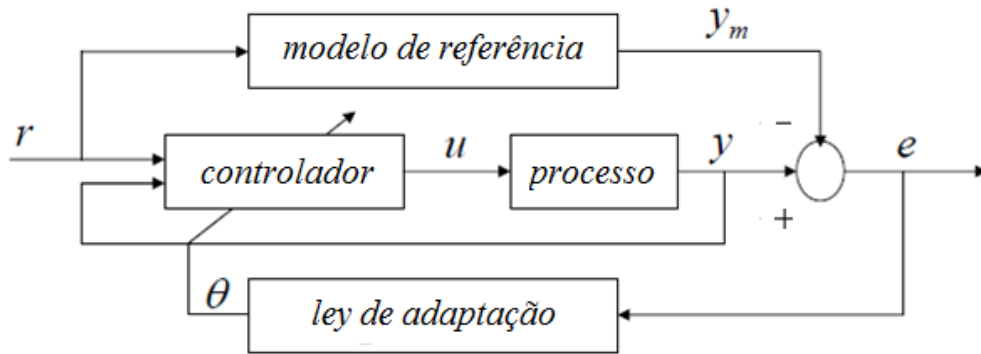 modelo de referência
y_m
r
controlador
u
processo
y
−
+
e
θ
ley de adaptação